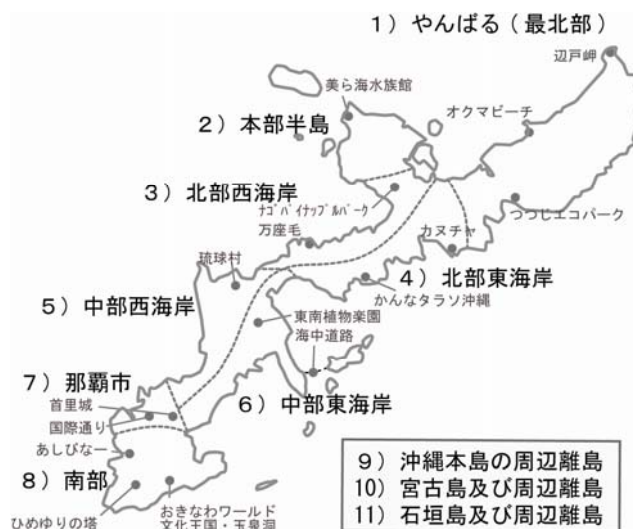 1）やんばる（最北部）
辺戸岬
美ら海水族館
オクマビーチ
2）本部半島
3）北部西海岸
ﾅｺﾞﾊﾟｲﾅｯﾌﾟﾙﾊﾟｰｸ
つつじエコパーク
万座毛
カヌチャ
琉球村
4）北部東海岸
かんなタラソ沖縄
5）中部西海岸
東南植物楽園
海中道路
7）那覇市
首里城
6）中部東海岸
国際通り
あしびなー
8）南部
ひめゆりの塔
おきなわワールド
文化王国・玉泉洞
9）沖縄本島の周辺離島
10）宮古島及び周辺離島
11）石垣島及び周辺離島